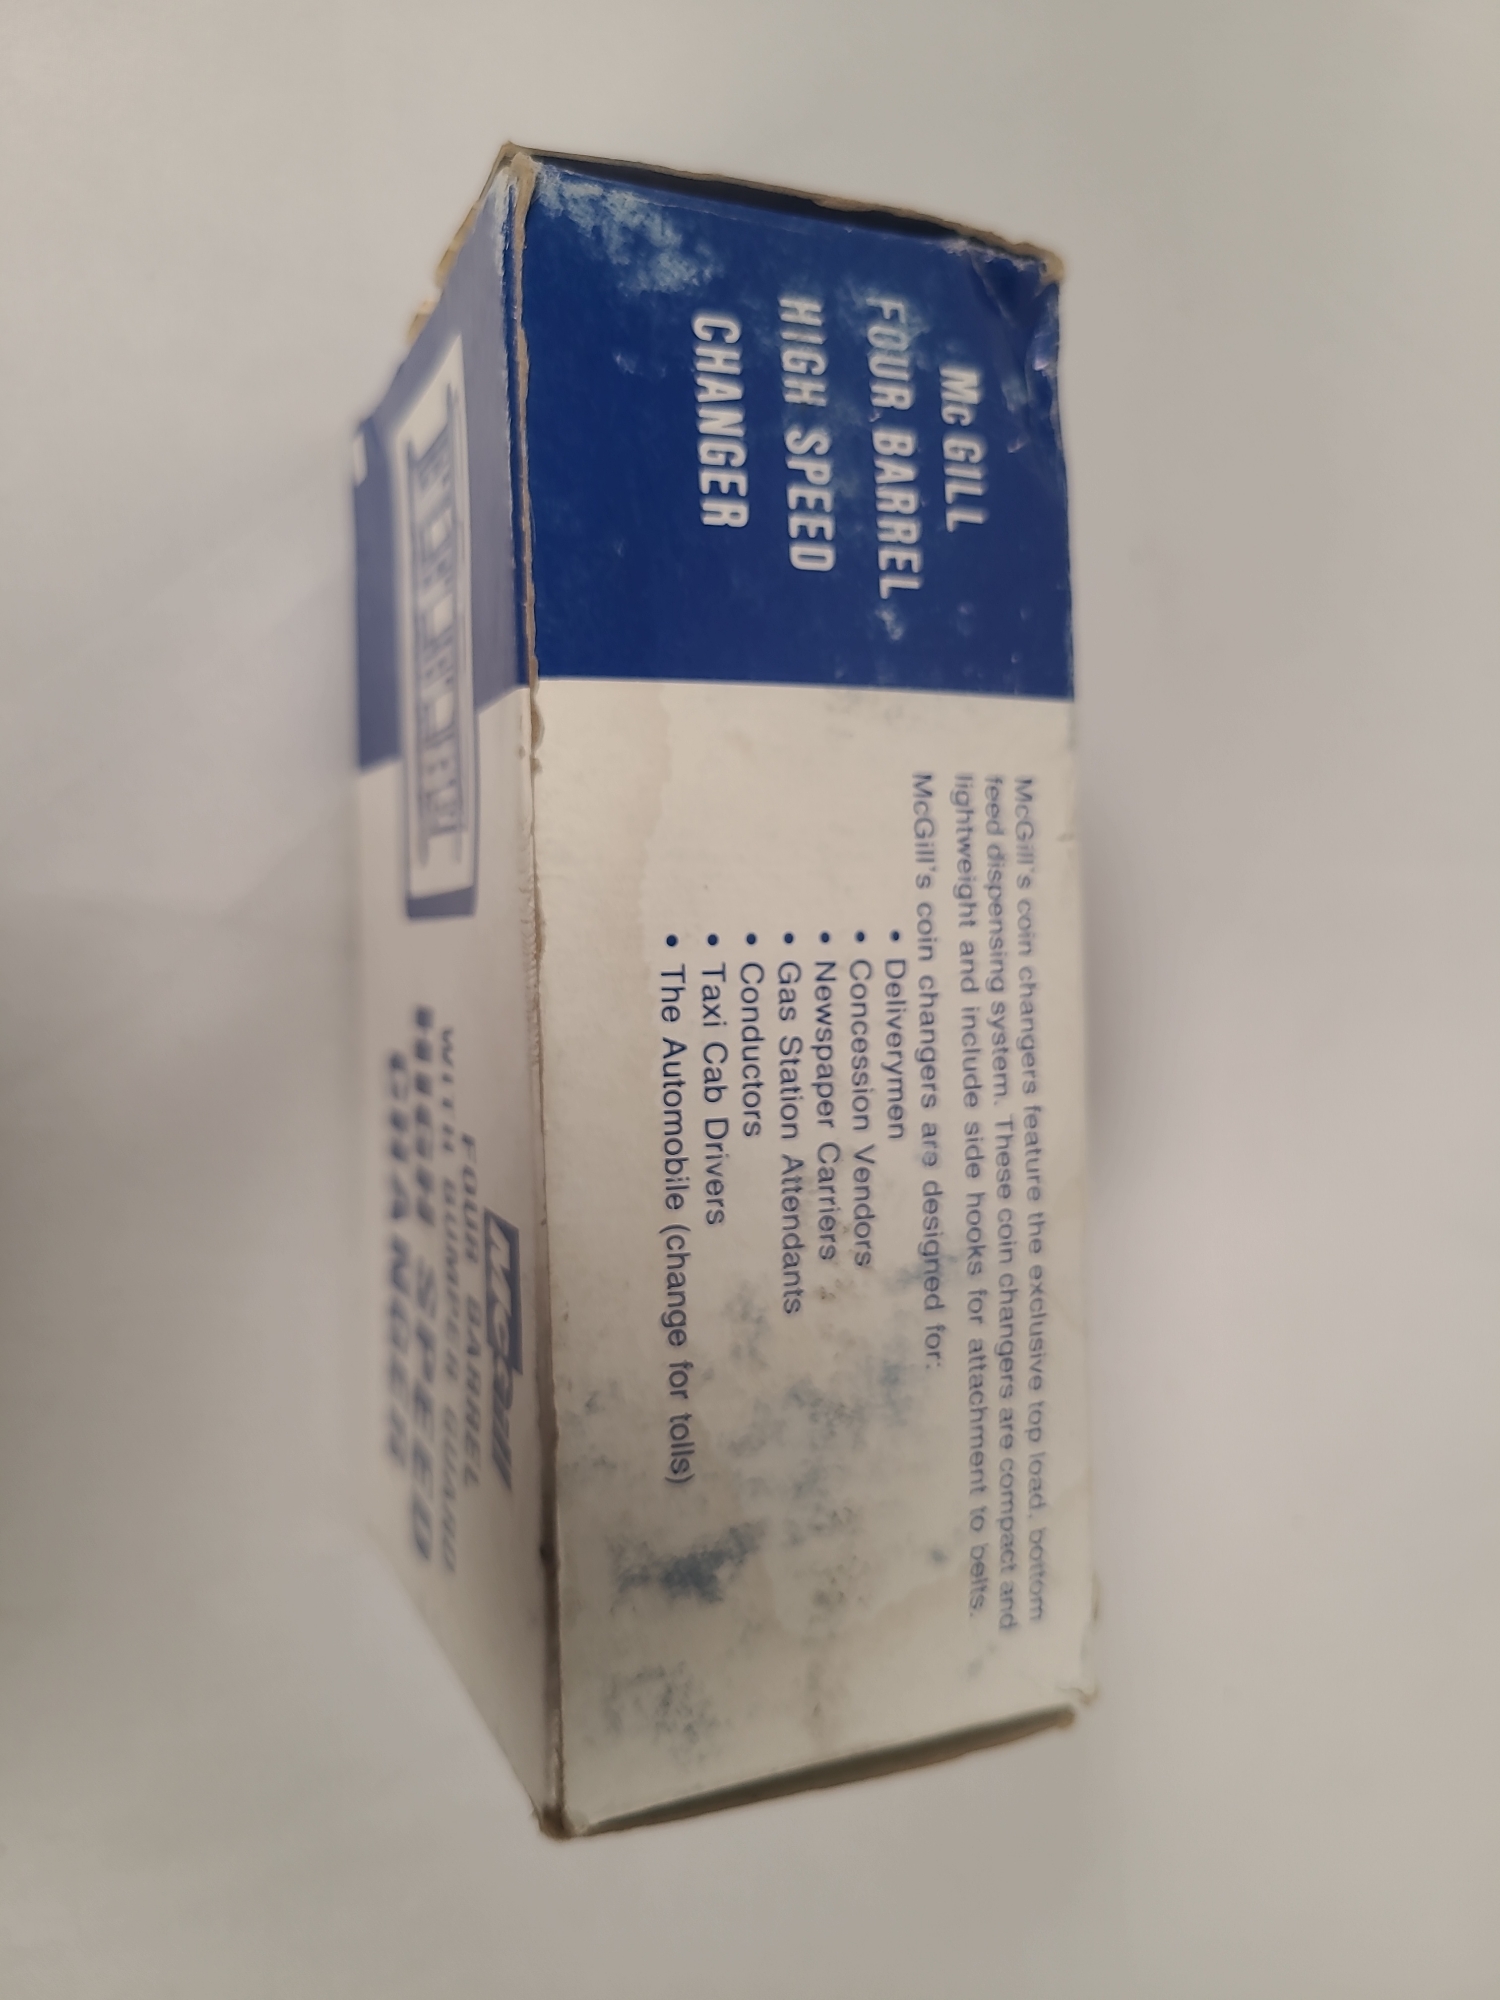 McGILL
FOUR BARREL
HIGH SPEED
CHANGER
McGill's coin changers feature the exclusive top load, bottom
feed dispensing system. These coin changers are compact and
lightweight and include side hooks for attachment to belts.
McGill's coin changers are designed for:
• Deliverymen
• Concession Vendors
• Newspaper Carriers
• Gas Station Attendants
• Conductors
• Taxi Cab Drivers
• The Automobile (change for tolls)
McGill
FOUR BARREL
WITH BUMPER GUARD
HIGH SPEED
CHANGER